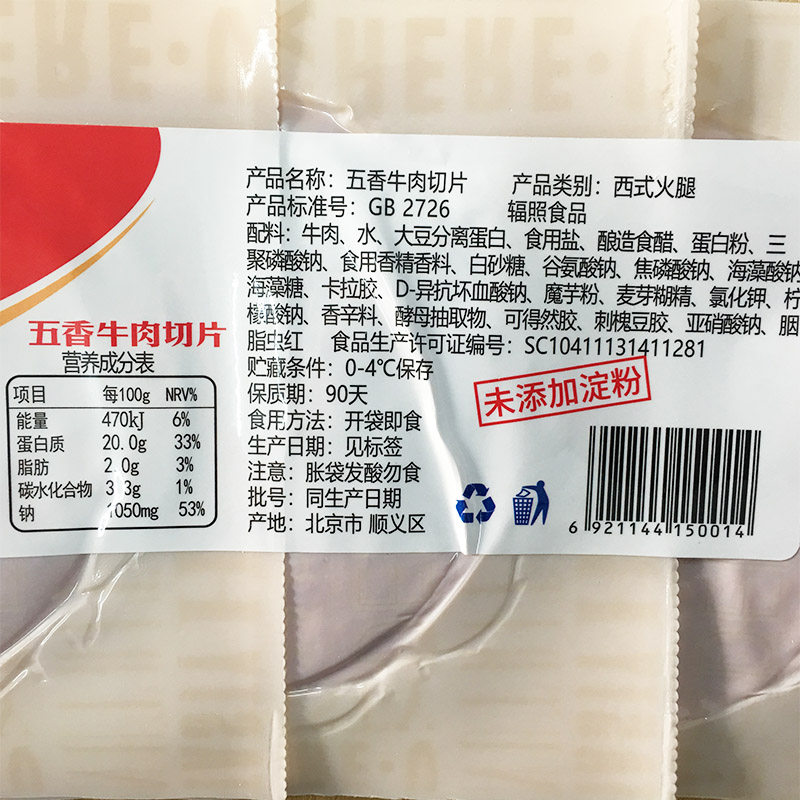 产品名称：五香牛肉切片 产品类别：西式火腿
产品标准号：GB 2726 辐照食品
配料：牛肉、水、大豆分离蛋白、食用盐、酿造食醋、蛋白粉、三
聚磷酸钠、食用香精香料、白砂糖、谷氨酸钠、焦磷酸钠、海藻酸钠
海藻糖、卡拉胶、D-异抗坏血酸钠、魔芋粉、麦芽糊精、氯化钾、柠
檬酸钠、香辛料、酵母抽取物、可得然胶、刺槐豆胶、亚硝酸钠、胭
脂虫红 食品生产许可证编号：SC10411131411281
贮藏条件：0-4℃保存
保质期：90天
食用方法：开袋即食
生产日期：见标签
注意：胀袋发酸勿食
批号：同生产日期
产地：北京市 顺义区
未添加淀粉
五香牛肉切片
营养成分表
项目 每100g NRV%
能量 470kJ 6%
蛋白质 20.0g 33%
脂肪 2.0g 3%
碳水化合物 3.3g 1%
钠 1050mg 53%
6 921144 150014